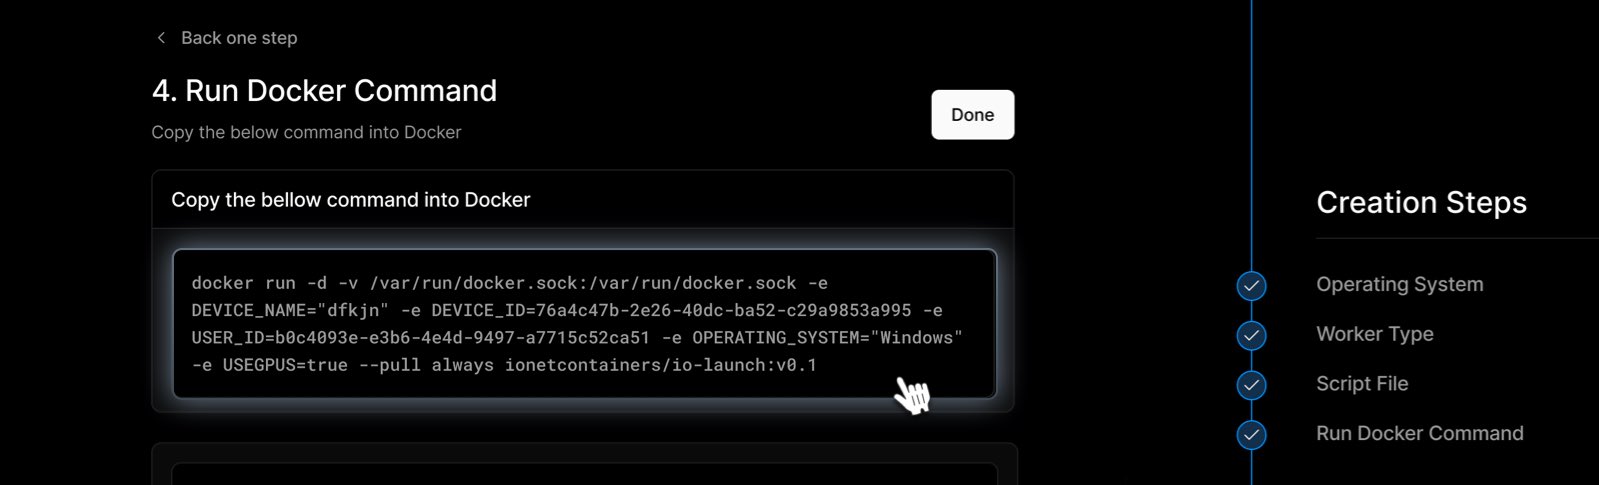 Back one step
4. Run Docker Command
Copy the below command into Docker
Done
Copy the bellow command into Docker
docker run -d -v /var/run/docker.sock:/var/run/docker.sock -e
DEVICE_NAME="dfkjn" -e DEVICE_ID=76a4c47b-2e26-40dc-ba52-c29a9853a995 -e
USER_ID=b0c4093e-e3b6-4e4d-9497-a7715c52ca51 -e OPERATING_SYSTEM="Windows"
-e USEGPUS=true --pull always ionetcontainers/io-launch:v0.1
Creation Steps
Operating System
Worker Type
Script File
Run Docker Command